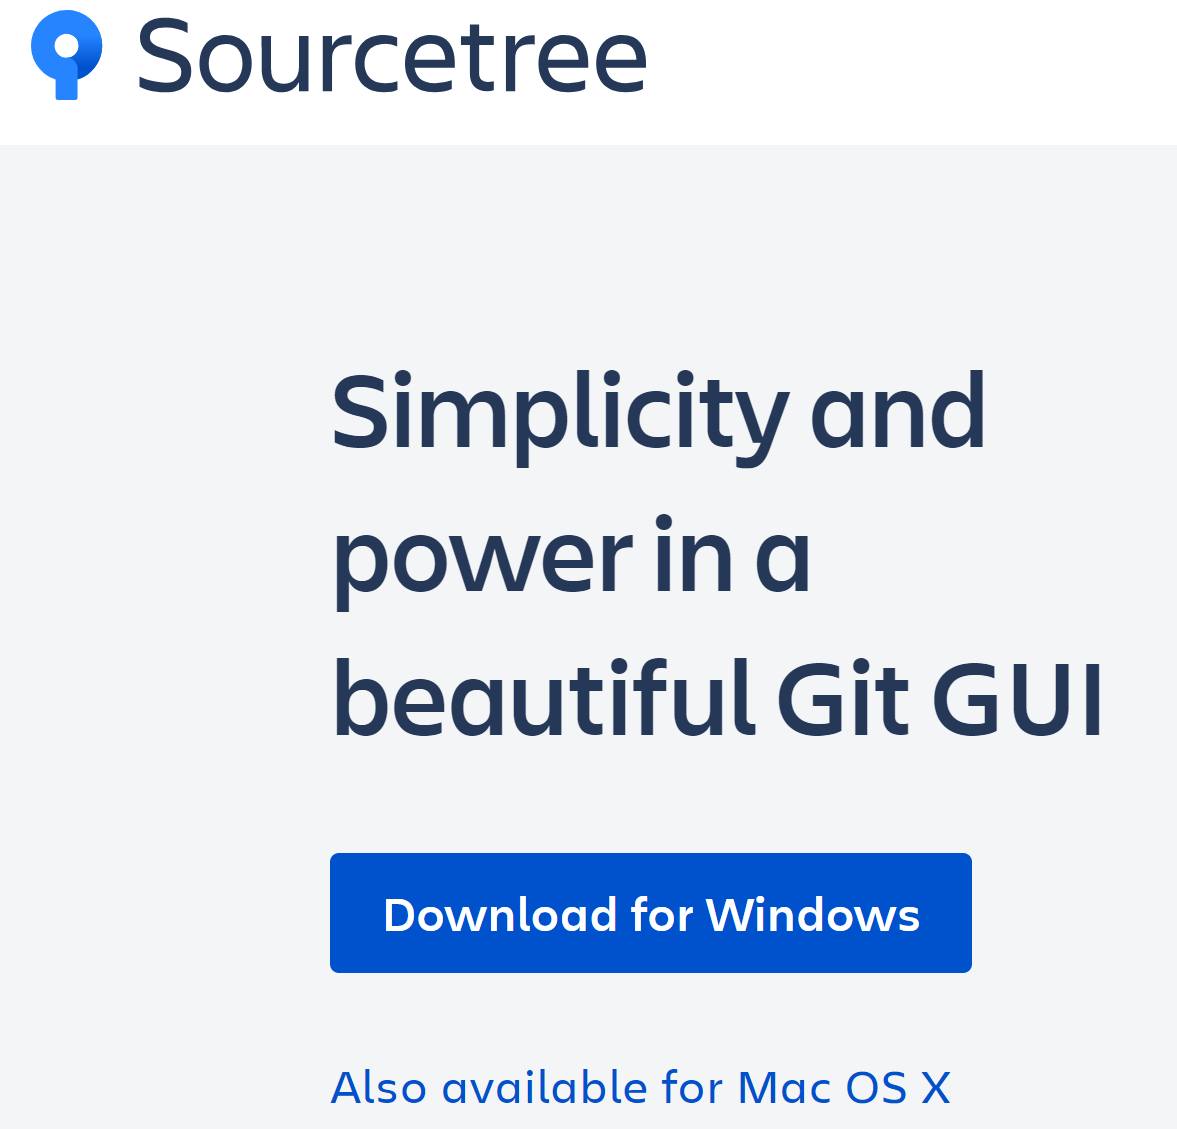 Sourcetree
Simplicity and
power in a
beautiful Git GUI
Download for Windows
Also available for Mac OS X